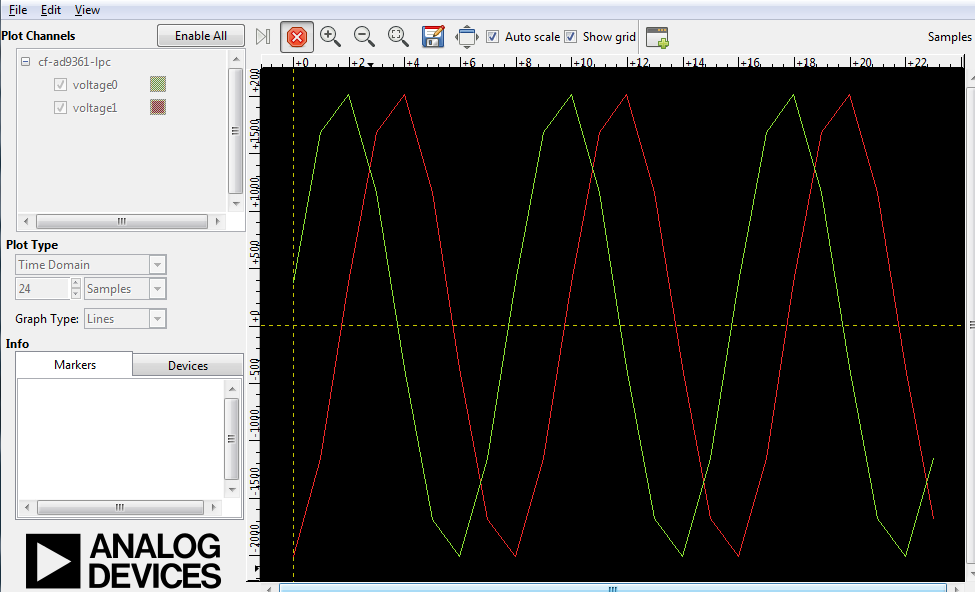 File Edit View
Plot Channels
Enable All
Auto scale
Show grid
Samples
cf-ad9361-lpc
voltage0
voltage1
Plot Type
Time Domain
24
Samples
Graph Type:
Lines
Info
Markers
Devices
ANALOG
DEVICES
+0 +2 +4 +6 +8 +10 +12 +14 +16 +18 +20 +22
+200
+1500
+1000
+500
+0
-500
-1000
-1500
-2000